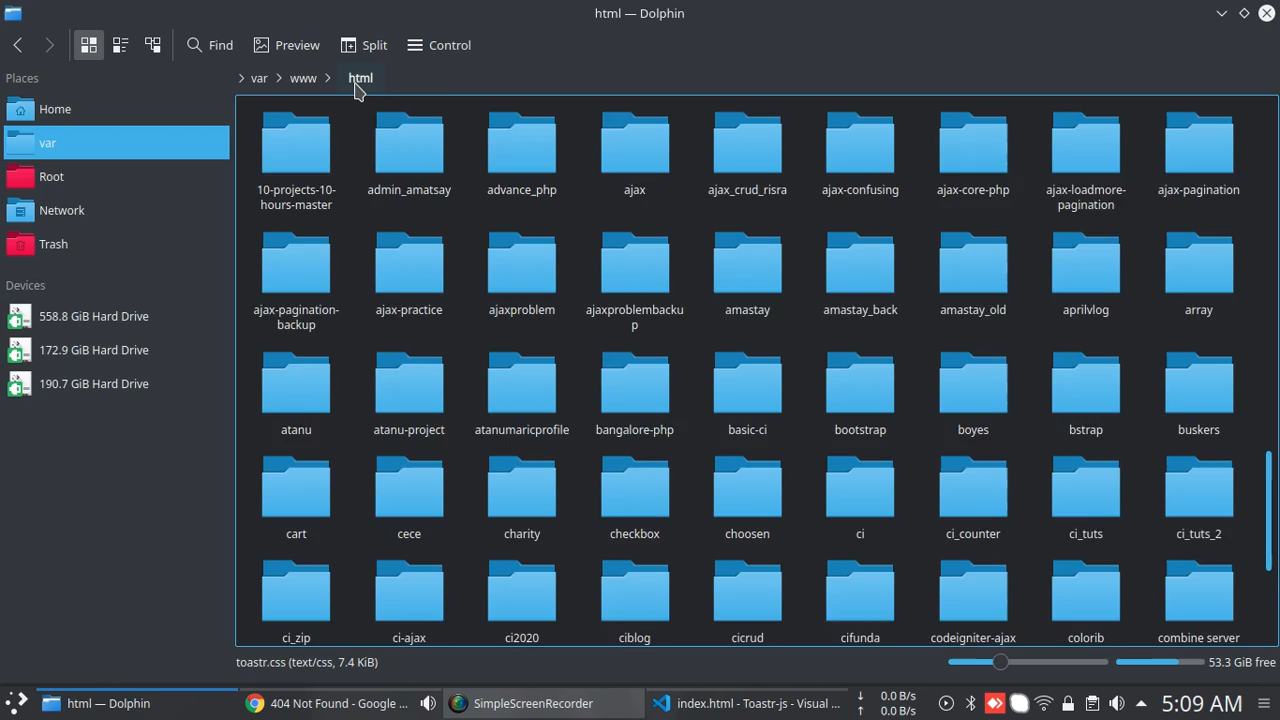 html — Dolphin
Find
Preview
Split
Control
Places
var
www
html
Home
var
Root
Network
Trash
Devices
558.8 GiB Hard Drive
172.9 GiB Hard Drive
190.7 GiB Hard Drive
10-projects-10-
hours-master
admin_amatsay
advance_php
ajax
ajax_crud_risra
ajax-confusing
ajax-core-php
ajax-loadmore-
pagination
ajax-pagination
ajax-pagination-
backup
ajax-practice
ajaxproblem
ajaxproblembacku
p
amastay
amastay_back
amastay_old
aprilvlog
array
atanu
atanu-project
atanumaricprofile
bangalore-php
basic-ci
bootstrap
boyes
bstrap
buskers
cart
cece
charity
checkbox
choosen
ci
ci_counter
ci_tuts
ci_tuts_2
ci_zip
ci-ajax
ci2020
ciblog
cicrud
cifunda
codeigniter-ajax
colorib
combine server
toastr.css (text/css, 7.4 KiB)
53.3 GiB free
html — Dolphin
404 Not Found - Google ...
SimpleScreenRecorder
index.html - Toastr-js - Visual ...
↓ 0.0 B/s
↑ 0.0 B/s
5:09 AM